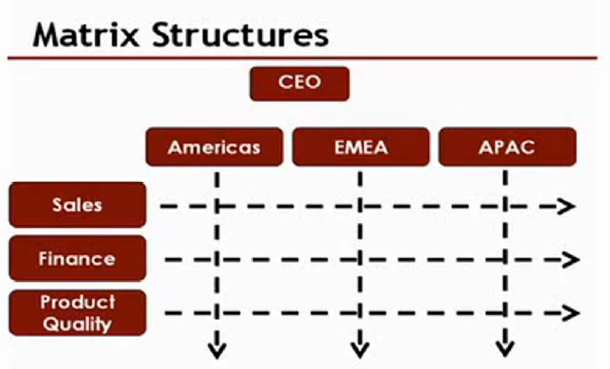 Matrix Structures
CEO
Americas
EMEA
APAC
Sales
Finance
Product
Quality